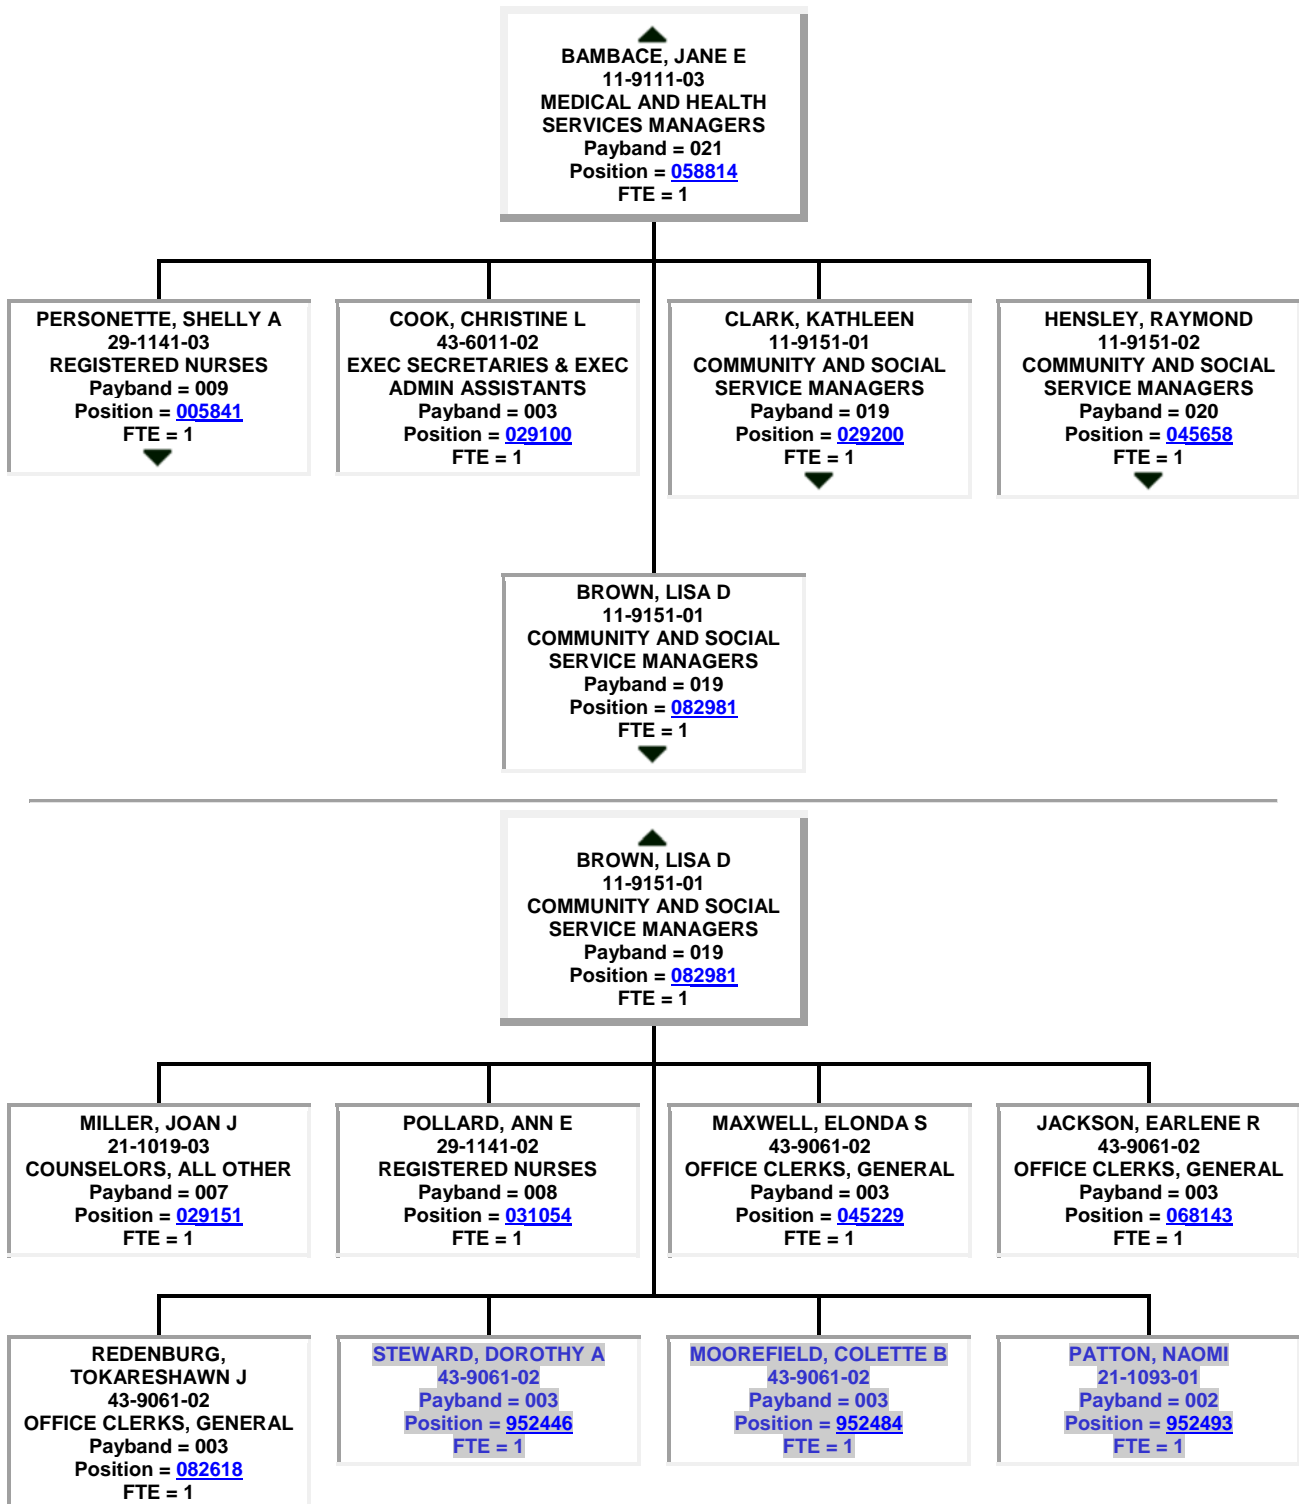 BAMBACE, JANE E
11-9111-03
MEDICAL AND HEALTH
SERVICES MANAGERS
Payband = 021
Position = 058814
FTE = 1
PERSONETTE, SHELLY A
29-1141-03
REGISTERED NURSES
Payband = 009
Position = 005841
FTE = 1
COOK, CHRISTINE L
43-6011-02
EXEC SECRETARIES & EXEC
ADMIN ASSISTANTS
Payband = 003
Position = 029100
FTE = 1
CLARK, KATHLEEN
11-9151-01
COMMUNITY AND SOCIAL
SERVICE MANAGERS
Payband = 019
Position = 029200
FTE = 1
HENSLEY, RAYMOND
11-9151-02
COMMUNITY AND SOCIAL
SERVICE MANAGERS
Payband = 020
Position = 045658
FTE = 1
BROWN, LISA D
11-9151-01
COMMUNITY AND SOCIAL
SERVICE MANAGERS
Payband = 019
Position = 082981
FTE = 1
BROWN, LISA D
11-9151-01
COMMUNITY AND SOCIAL
SERVICE MANAGERS
Payband = 019
Position = 082981
FTE = 1
MILLER, JOAN J
21-1019-03
COUNSELORS, ALL OTHER
Payband = 007
Position = 029151
FTE = 1
POLLARD, ANN E
29-1141-02
REGISTERED NURSES
Payband = 008
Position = 031054
FTE = 1
MAXWELL, ELONDA S
43-9061-02
OFFICE CLERKS, GENERAL
Payband = 003
Position = 045229
FTE = 1
JACKSON, EARLENE R
43-9061-02
OFFICE CLERKS, GENERAL
Payband = 003
Position = 068143
FTE = 1
REDENBURG,
TOKARESHAWN J
43-9061-02
OFFICE CLERKS, GENERAL
Payband = 003
Position = 082618
FTE = 1
STEWARD, DOROTHY A
43-9061-02
Payband = 003
Position = 952446
FTE = 1
MOOREFIELD, COLETTE B
43-9061-02
Payband = 003
Position = 952484
FTE = 1
PATTON, NAOMI
21-1093-01
Payband = 002
Position = 952493
FTE = 1